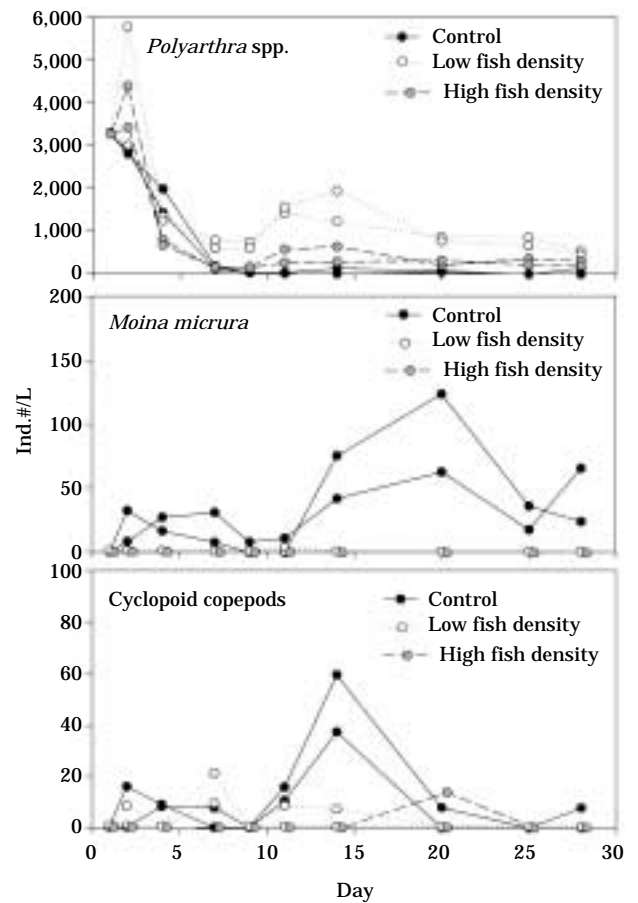 6,000
5,000
4,000
3,000
2,000
1,000
0
Polyarthra spp.
Control
Low fish density
High fish density
200
150
100
50
0
Moina micrura
Control
Low fish density
High fish density
Ind.#/L
100
80
60
40
20
0
Cyclopoid copepods
Control
Low fish density
High fish density
0 5 10 15 20 25 30
Day